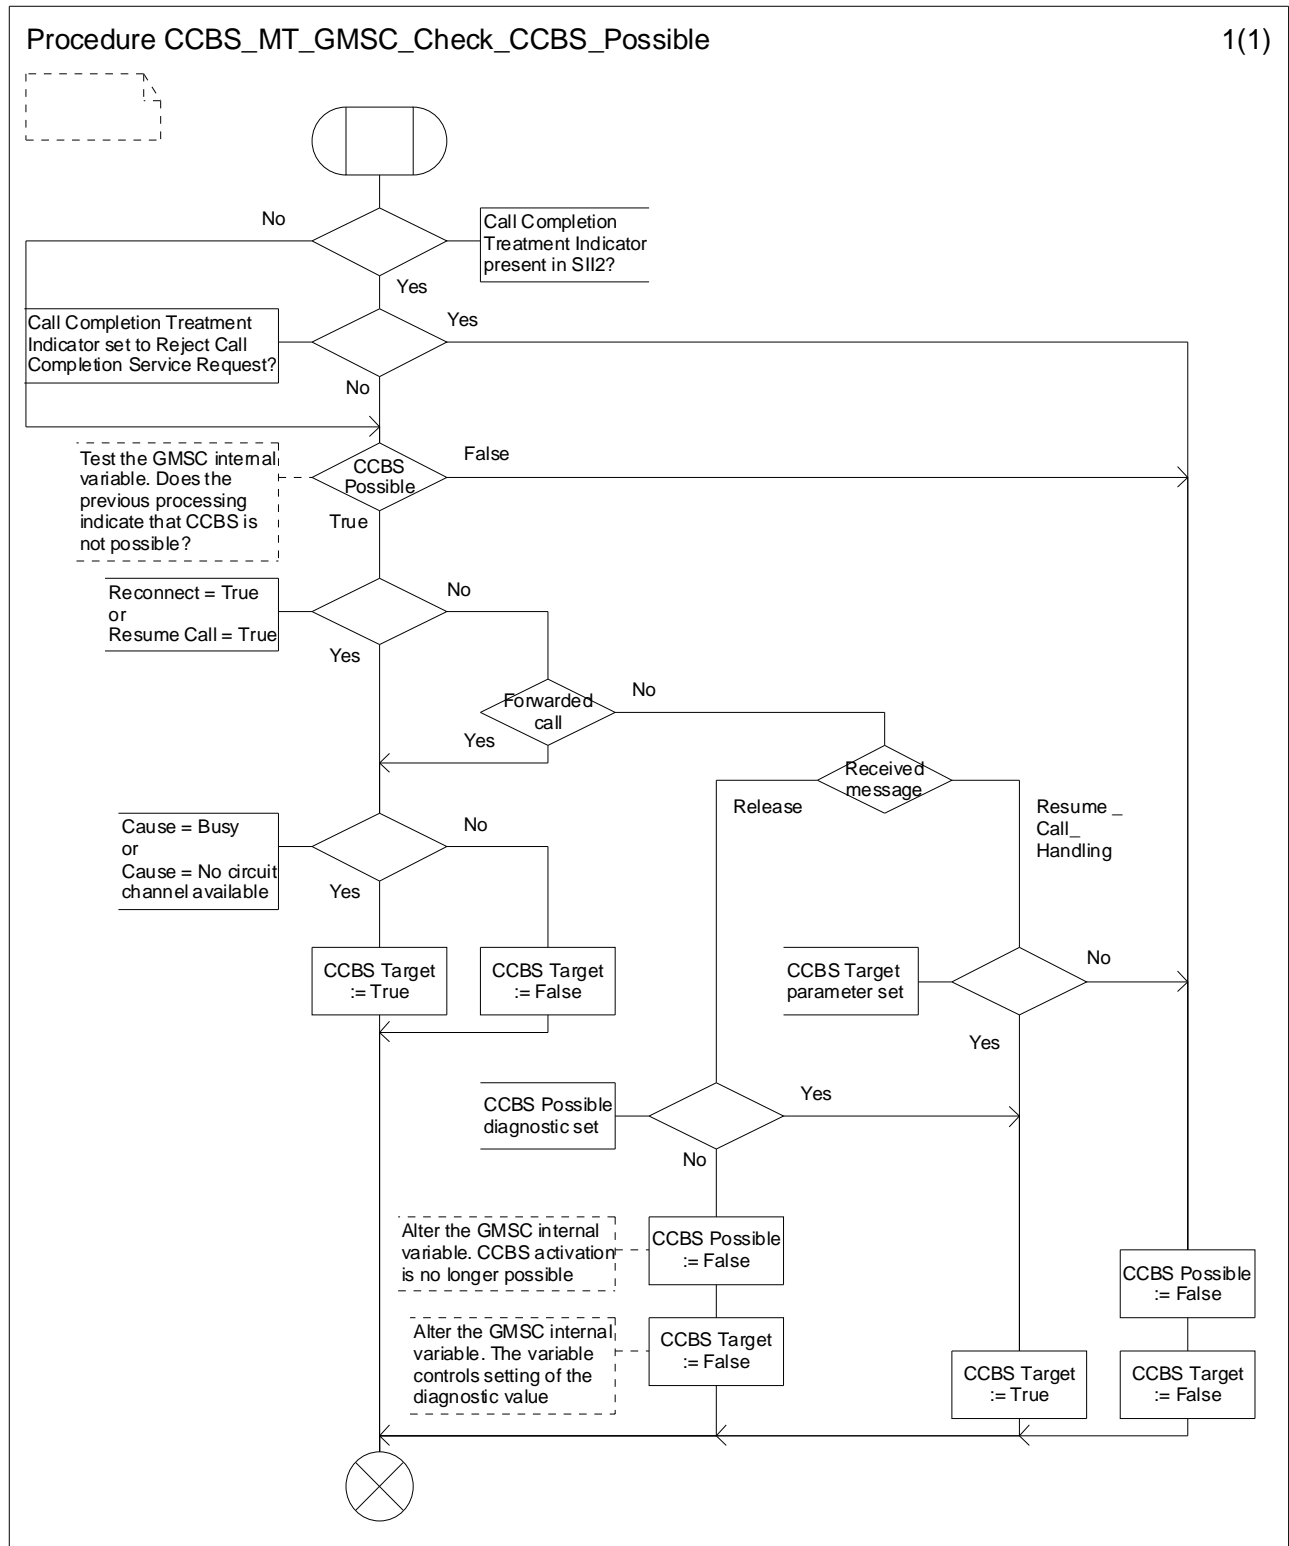 Procedure CCBS_MT_GMSC_Check_CCBS_Possible
1(1)
No
Call Completion
Treatment Indicator
present in SII2?
Yes
Call Completion Treatment
Indicator set to Reject Call
Completion Service Request?
Yes
No
Test the GMSC internal
variable. Does the
previous processing
indicate that CCBS is
not possible?
CCBS
Possible
False
True
Reconnect = True
or
Resume Call = True
No
Yes
Forwarded
call
No
Yes
Received
message
Release
Resume _
Call_
Handling
Cause = Busy
or
Cause = No circuit
channel available
No
Yes
CCBS Target
:= True
CCBS Target
:= False
CCBS Target
parameter set
No
Yes
CCBS Possible
diagnostic set
Yes
No
Alter the GMSC internal
variable. CCBS activation
is no longer possible
CCBS Possible
:= False
CCBS Possible
:= False
Alter the GMSC internal
variable. The variable
controls setting of the
diagnostic value
CCBS Target
:= False
CCBS Target
:= True
CCBS Target
:= False